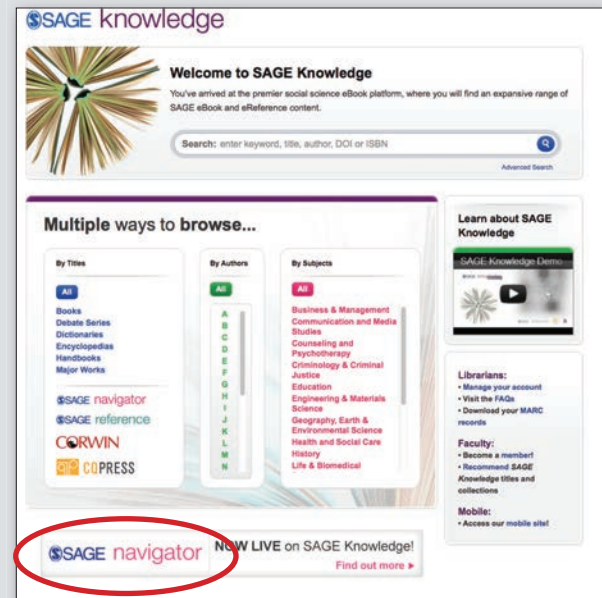 SAGE knowledge
Welcome to SAGE Knowledge
You've arrived at the premier social science eBook platform, where you will find an expansive range of
SAGE eBook and eReference content.
Search: enter keyword, title, author, DOI or ISBN
Advanced Search
Multiple ways to browse...
By Titles
All
Books
Debate Series
Dictionaries
Encyclopedias
Handbooks
Major Works
SAGE navigator
SAGE reference
CORWIN
CQ PRESS
By Authors
All
A
B
C
D
E
F
G
H
I
J
K
L
M
N
By Subjects
All
Business & Management
Communication and Media
Studies
Counseling and
Psychotherapy
Criminology & Criminal
Justice
Education
Engineering & Materials
Science
Geography, Earth &
Environmental Science
Health and Social Care
History
Life & Biomedical
Learn about SAGE
Knowledge
SAGE Knowledge Demo
Librarians:
• Manage your account
• Visit the FAQs
• Download your MARC
records
Faculty:
• Become a member!
• Recommend SAGE
Knowledge titles and
collections
Mobile:
• Access our mobile site!
SAGE navigator
NOW LIVE on SAGE Knowledge!
Find out more